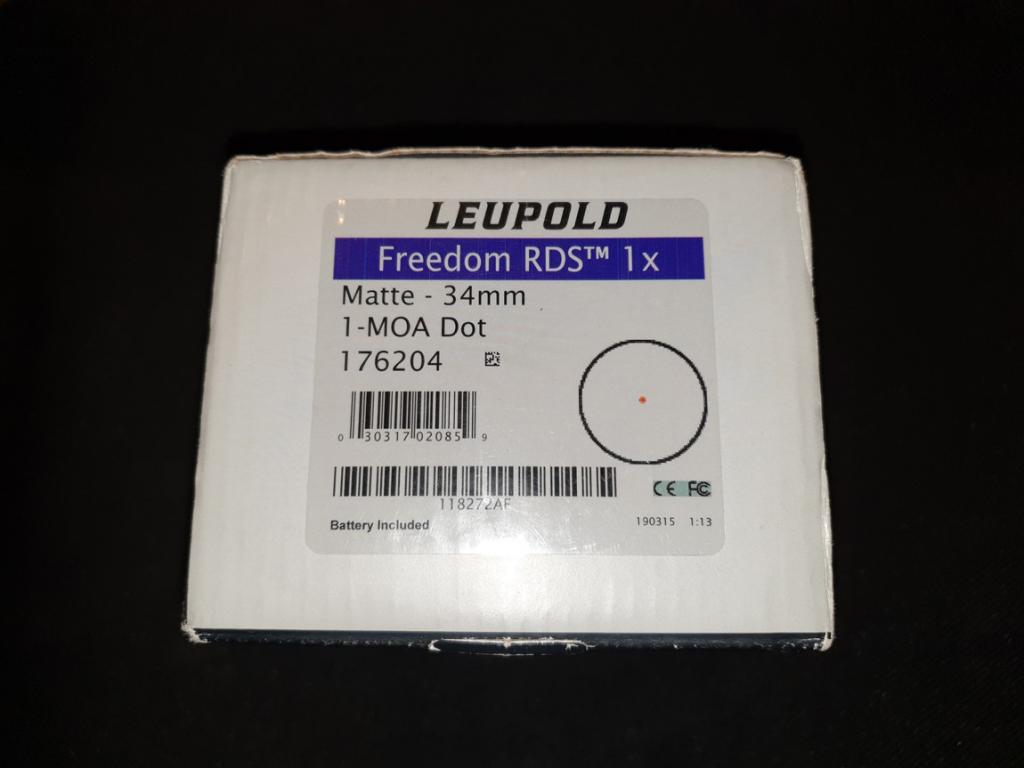 LEUPOLD
Freedom RDS™ 1x
Matte - 34mm
1-MOA Dot
176204
0 30317 02085 9
118272AF
CE FC
Battery Included
190315 1:13